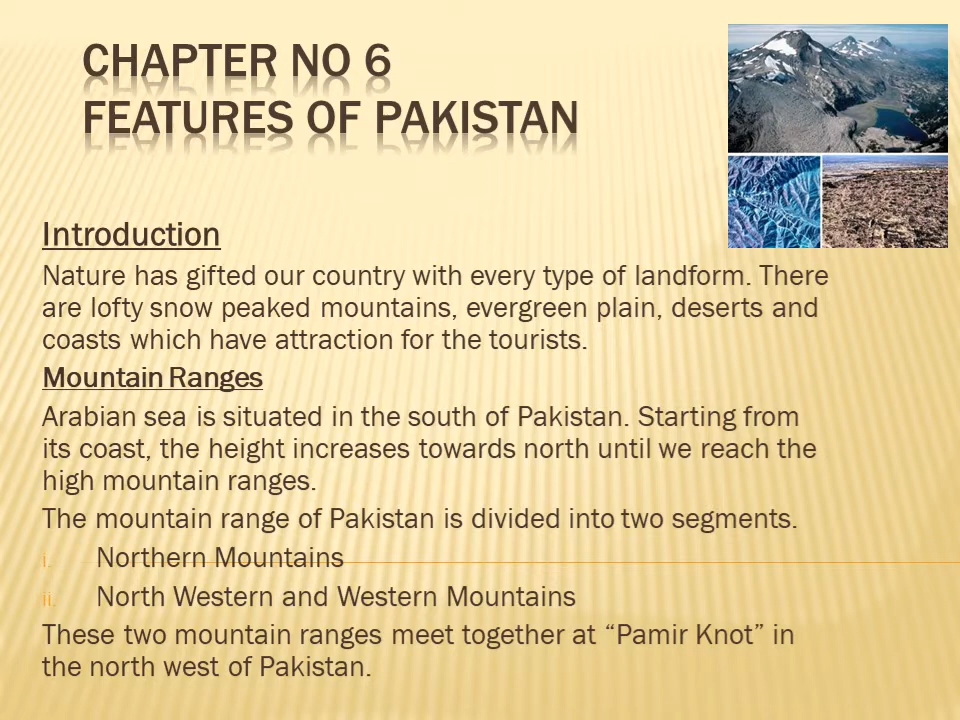 CHAPTER NO 6
FEATURES OF PAKISTAN
Introduction
Nature has gifted our country with every type of landform. There
are lofty snow peaked mountains, evergreen plain, deserts and
coasts which have attraction for the tourists.
Mountain Ranges
Arabian sea is situated in the south of Pakistan. Starting from
its coast, the height increases towards north until we reach the
high mountain ranges.
The mountain range of Pakistan is divided into two segments.
i. Northern Mountains
ii. North Western and Western Mountains
These two mountain ranges meet together at “Pamir Knot” in
the north west of Pakistan.